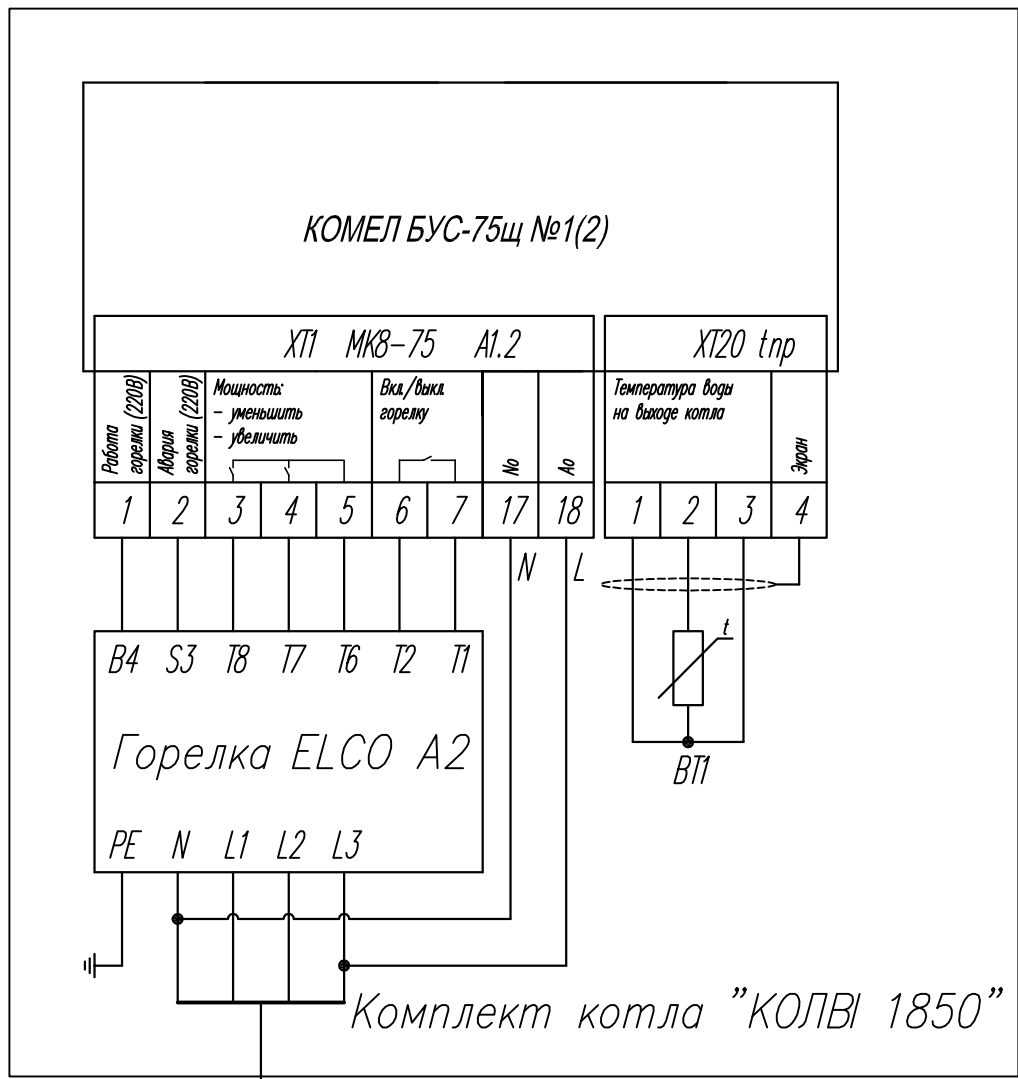 КОМЕЛ БУС-75щ №1(2)
XT1 МК8-75 А1.2
XT20 tпр
Работа
горелки (220В)
Авария
горелки (220В)
Мощность:
- уменьшить
- увеличить
Вкл./выкл.
горелку
No
Ao
Температура воды
на выходе котла
Экран
1 2 3 4 5 6 7 17 18
1 2 3 4
N L
t
B4 S3 T8 T7 T6 T2 T1
Горелка ELCO A2
BT1
PE N L1 L2 L3
Комплект котла "КОЛВІ 1850"